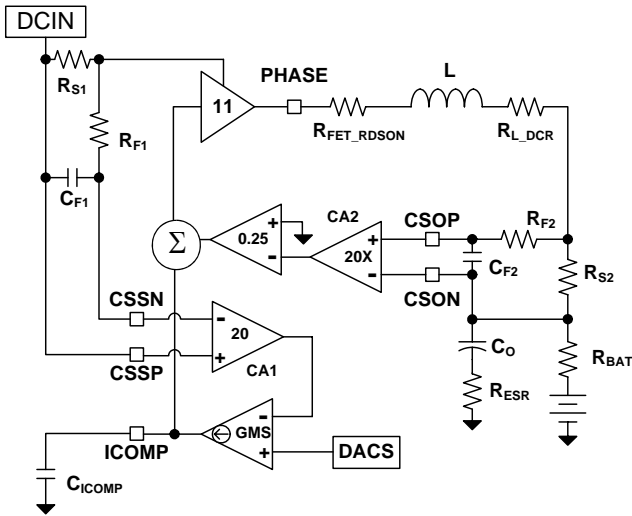 DCIN
RS1
PHASE
L
11
RFET_RDSON
RL_DCR
RF1
CF1
CA2
CSOP
RF2
Σ
+
0.25
-
+
20X
-
CF2
RS2
CSON
CSSN
-
20
CO
RBAT
CSSP
+
CA1
RESR
-
GMS
ICOMP
+
DACS
CICOMP